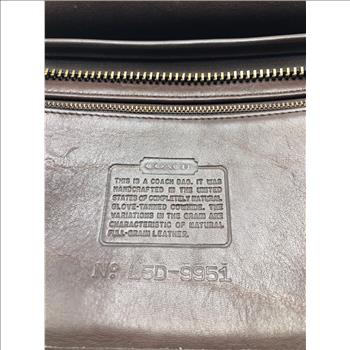 COACH
THIS IS A COACH BAG. IT WAS
HANDCRAFTED IN THE UNITED
STATES OF COMPLETELY NATURAL
GLOVE-TANNED COWHIDE. THE
VARIATIONS IN THE GRAIN ARE
CHARACTERISTIC OF NATURAL
FULL-GRAIN LEATHER.
Nº L5D-9951